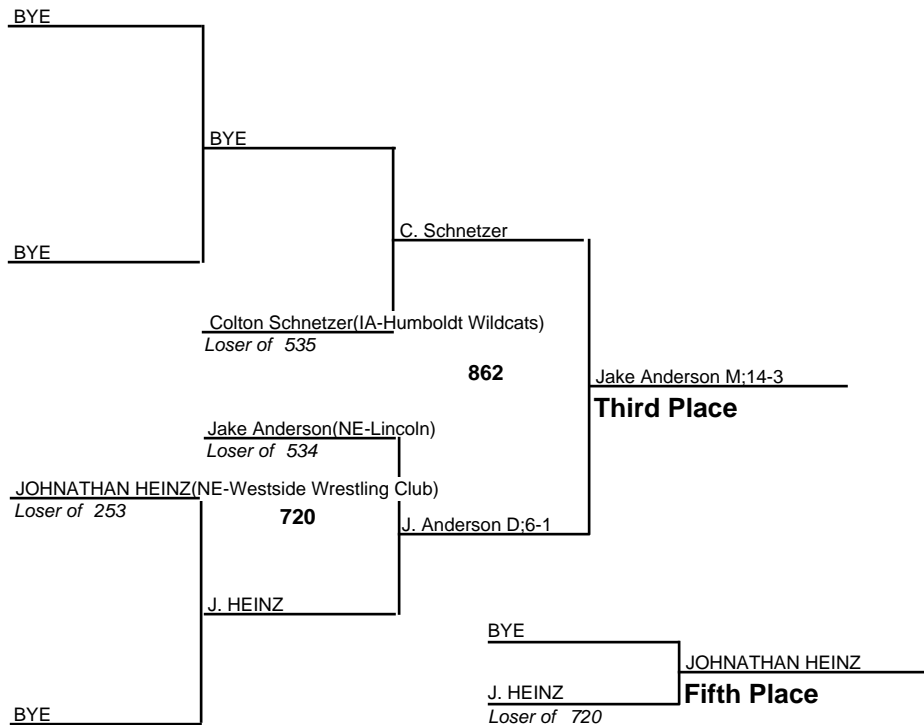 BYE
BYE
BYE
C. Schnetzer
Colton Schnetzer(IA-Humboldt Wildcats)
Loser of 535
862
Jake Anderson M;14-3
Third Place
Jake Anderson(NE-Lincoln)
Loser of 534
JOHNATHAN HEINZ(NE-Westside Wrestling Club)
Loser of 253
720
J. Anderson D;6-1
J. HEINZ
BYE
JOHNATHAN HEINZ
Fifth Place
J. HEINZ
Loser of 720
BYE